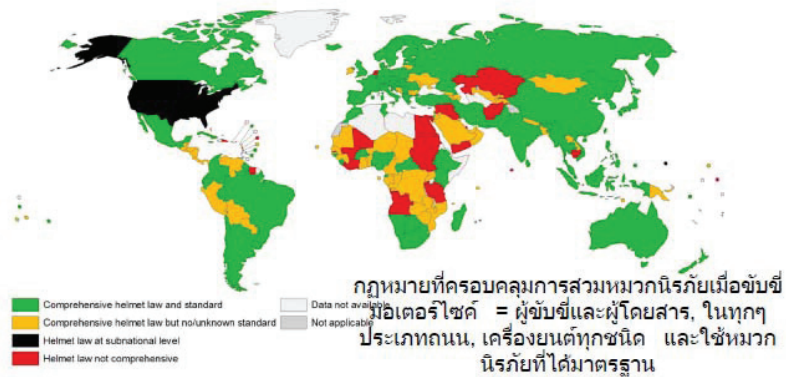 Comprehensive helmet law and standard
Comprehensive helmet law but no/unknown standard
Helmet law at subnational level
Helmet law not comprehensive
Data not available
Not applicable
กฎหมายที่ครอบคลุมการสวมหมวกนิรภัยเมื่อขับขี่
มอเตอร์ไซค์ = ผู้ขับขี่และผู้โดยสาร, ในทุกๆ
ประเภทถนน, เครื่องยนต์ทุกชนิด และใช้หมวก
นิรภัยที่ได้มาตรฐาน